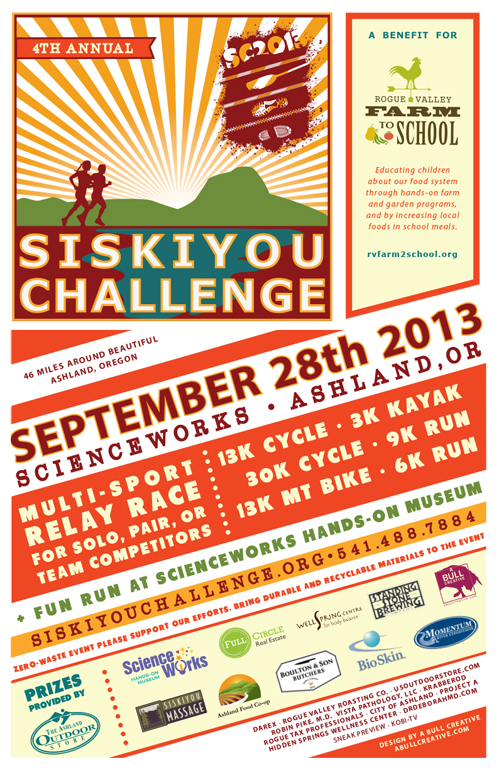 4TH ANNUAL
SC2013
SISKIYOU
CHALLENGE
A BENEFIT FOR
ROGUE VALLEY
FARM
TO SCHOOL
Educating children
about our food system
through hands-on farm
and garden programs,
and by increasing local
foods in school meals.
rvfarm2school.org
46 MILES AROUND BEAUTIFUL
ASHLAND, OREGON
SEPTEMBER 28th 2013
SCIENCEWORKS • ASHLAND, OR
MULTI-SPORT
RELAY RACE
FOR SOLO, PAIR, OR
TEAM COMPETITORS
13K CYCLE · 3K KAYAK
30K CYCLE · 9K RUN
13K MT BIKE · 6K RUN
+ FUN RUN AT SCIENCEWORKS HANDS-ON MUSEUM
SISKIYOUCHALLENGE.ORG•541.488.7884
ZERO-WASTE EVENT PLEASE SUPPORT OUR EFFORTS. BRING DURABLE AND RECYCLABLE MATERIALS TO THE EVENT
PRIZES
PROVIDED BY
THE ASHLAND
OUTDOOR
STORE
ScienceWorks
HANDS-ON
MUSEUM
SISKIYOU
MASSAGE
FULL CIRCLE
Real Estate
Ashland Food Co-op
WELLSPRING CENTRE
for body balance
BOULTON & SON
BUTCHERS
STANDING
STONE
BREWING
BioSkin.
A
BULL
CREATIVE
MOMENTUM
DAREX · ROGUE VALLEY ROASTING CO. · USOUTDOORSTORE.COM
ROBIN PIKE, M.D. VISTA PATHOLOGY, LLC · KRABBEROD
ROGUE TAX PROFESSIONALS · CITY OF ASHLAND · PROJECT A
HIDDEN SPRINGS WELLNESS CENTER · DRDEBORAHMD.COM
SNEAK PREVIEW · KOBI-TV
DESIGN BY A BULL CREATIVE
ABULLCREATIVE.COM